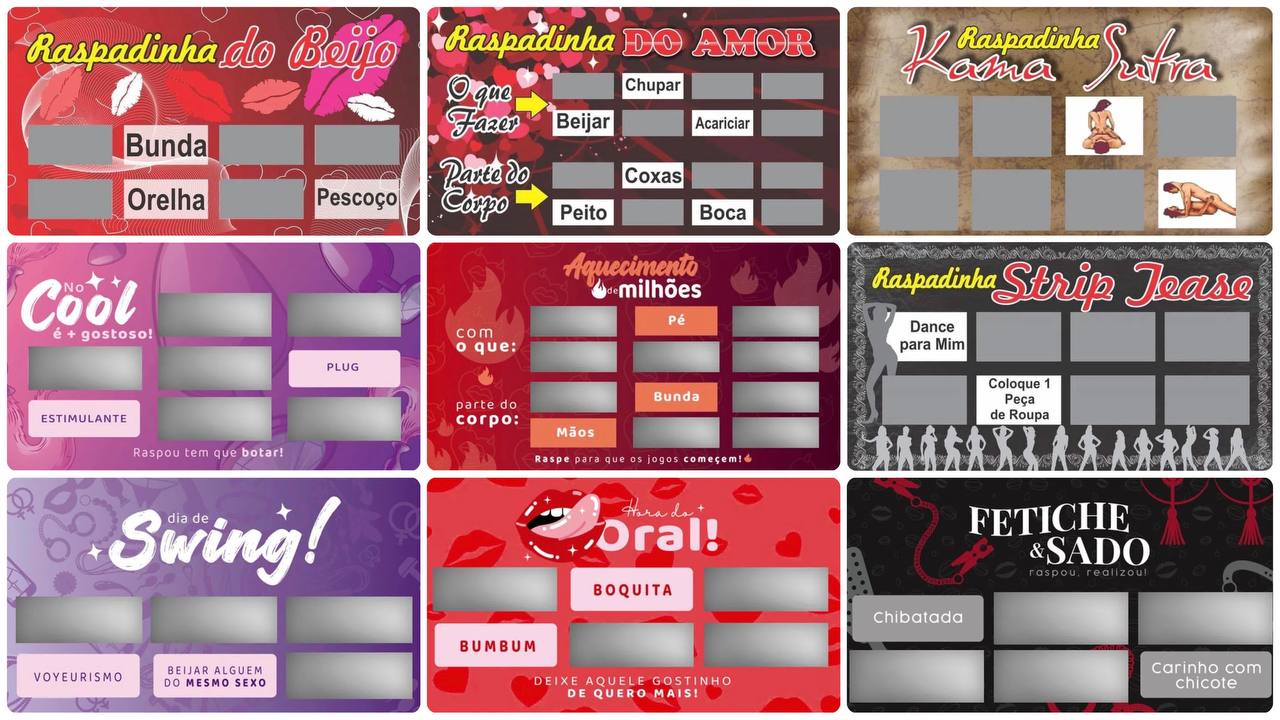 Raspadinha do Beijo
Bunda
Orelha
Pescoço
Raspadinha DO AMOR
O que
Fazer
Chupar
Beijar
Acariciar
Parte do
Corpo
Coxas
Peito
Boca
Raspadinha
Kama Sutra
No
Cool
é + gostoso!
PLUG
ESTIMULANTE
Raspou tem que botar!
Aquecimento
de milhões
com
o que:
Pé
parte do
corpo:
Bunda
Mãos
Raspe para que os jogos começem!
Raspadinha Strip Tease
Dance
para Mim
Coloque 1
Peça
de Roupa
dia de
Swing!
VOYEURISMO
BEIJAR ALGUEM
DO MESMO SEXO
Hora do
Oral!
BOQUITA
BUMBUM
DEIXE AQUELE GOSTINHO
DE QUERO MAIS!
FETICHE
&SADO
raspou, realizou!
Chibatada
Carinho com
chicote